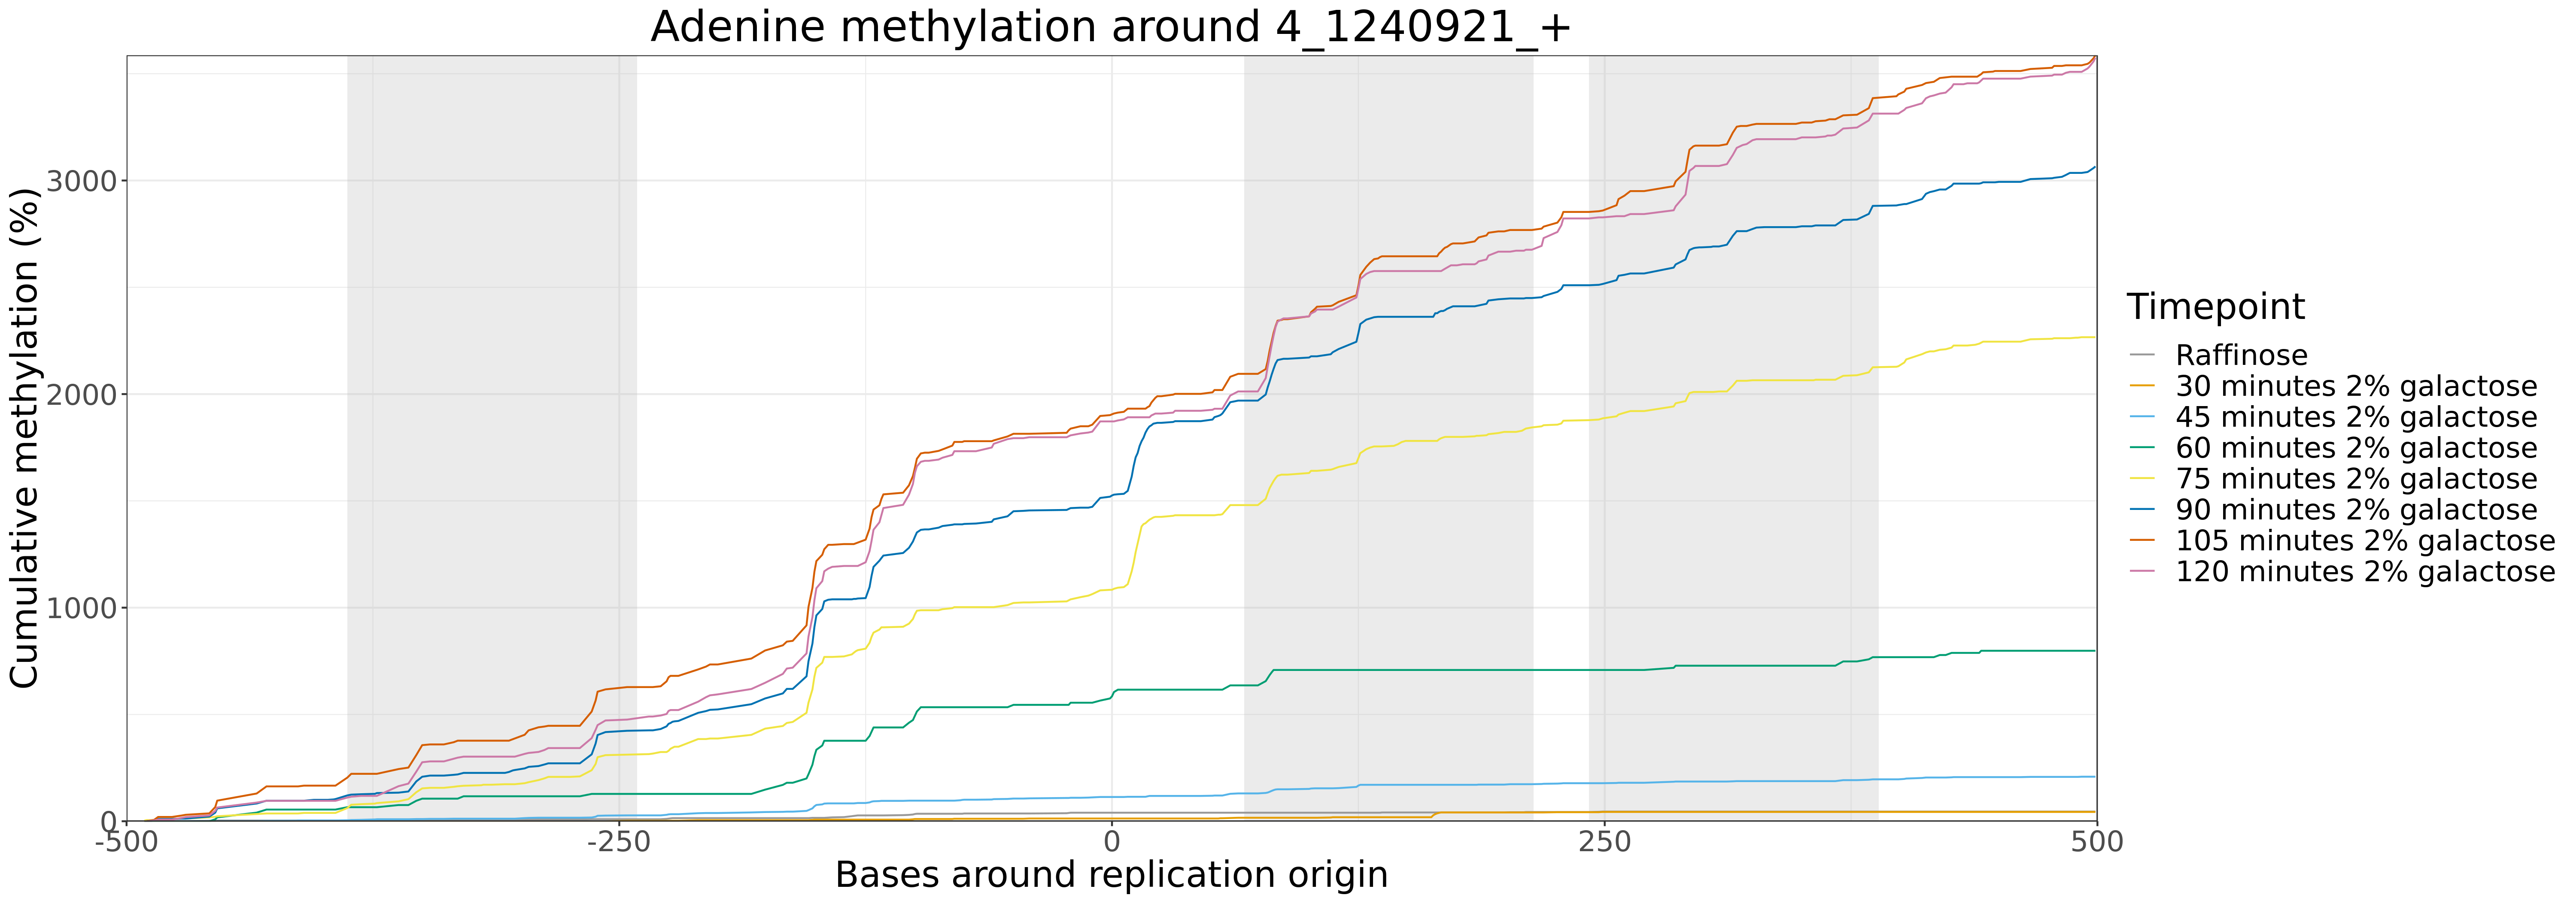 Adenine methylation around 4_1240921_+
Cumulative methylation (%)
3000
2000
1000
0
-500
-250
0
250
500
Bases around replication origin
Timepoint
Raffinose
30 minutes 2% galactose
45 minutes 2% galactose
60 minutes 2% galactose
75 minutes 2% galactose
90 minutes 2% galactose
105 minutes 2% galactose
120 minutes 2% galactose